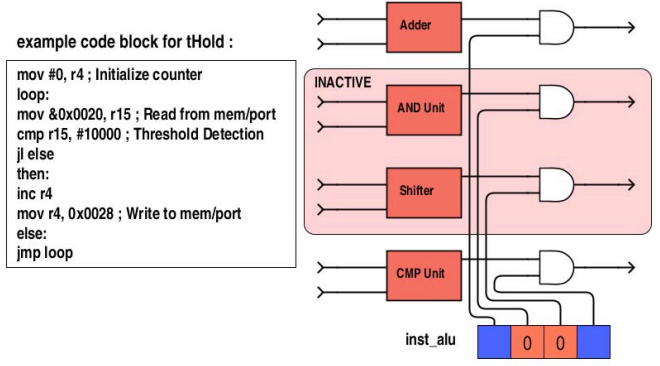 example code block for tHold :
mov #0, r4 ; Initialize counter
loop:
mov &0x0020, r15 ; Read from mem/port
cmp r15, #10000 ; Threshold Detection
jl else
then:
inc r4
mov r4, 0x0028 ; Write to mem/port
else:
jmp loop
Adder
INACTIVE
AND Unit
Shifter
CMP Unit
inst_alu
0 0